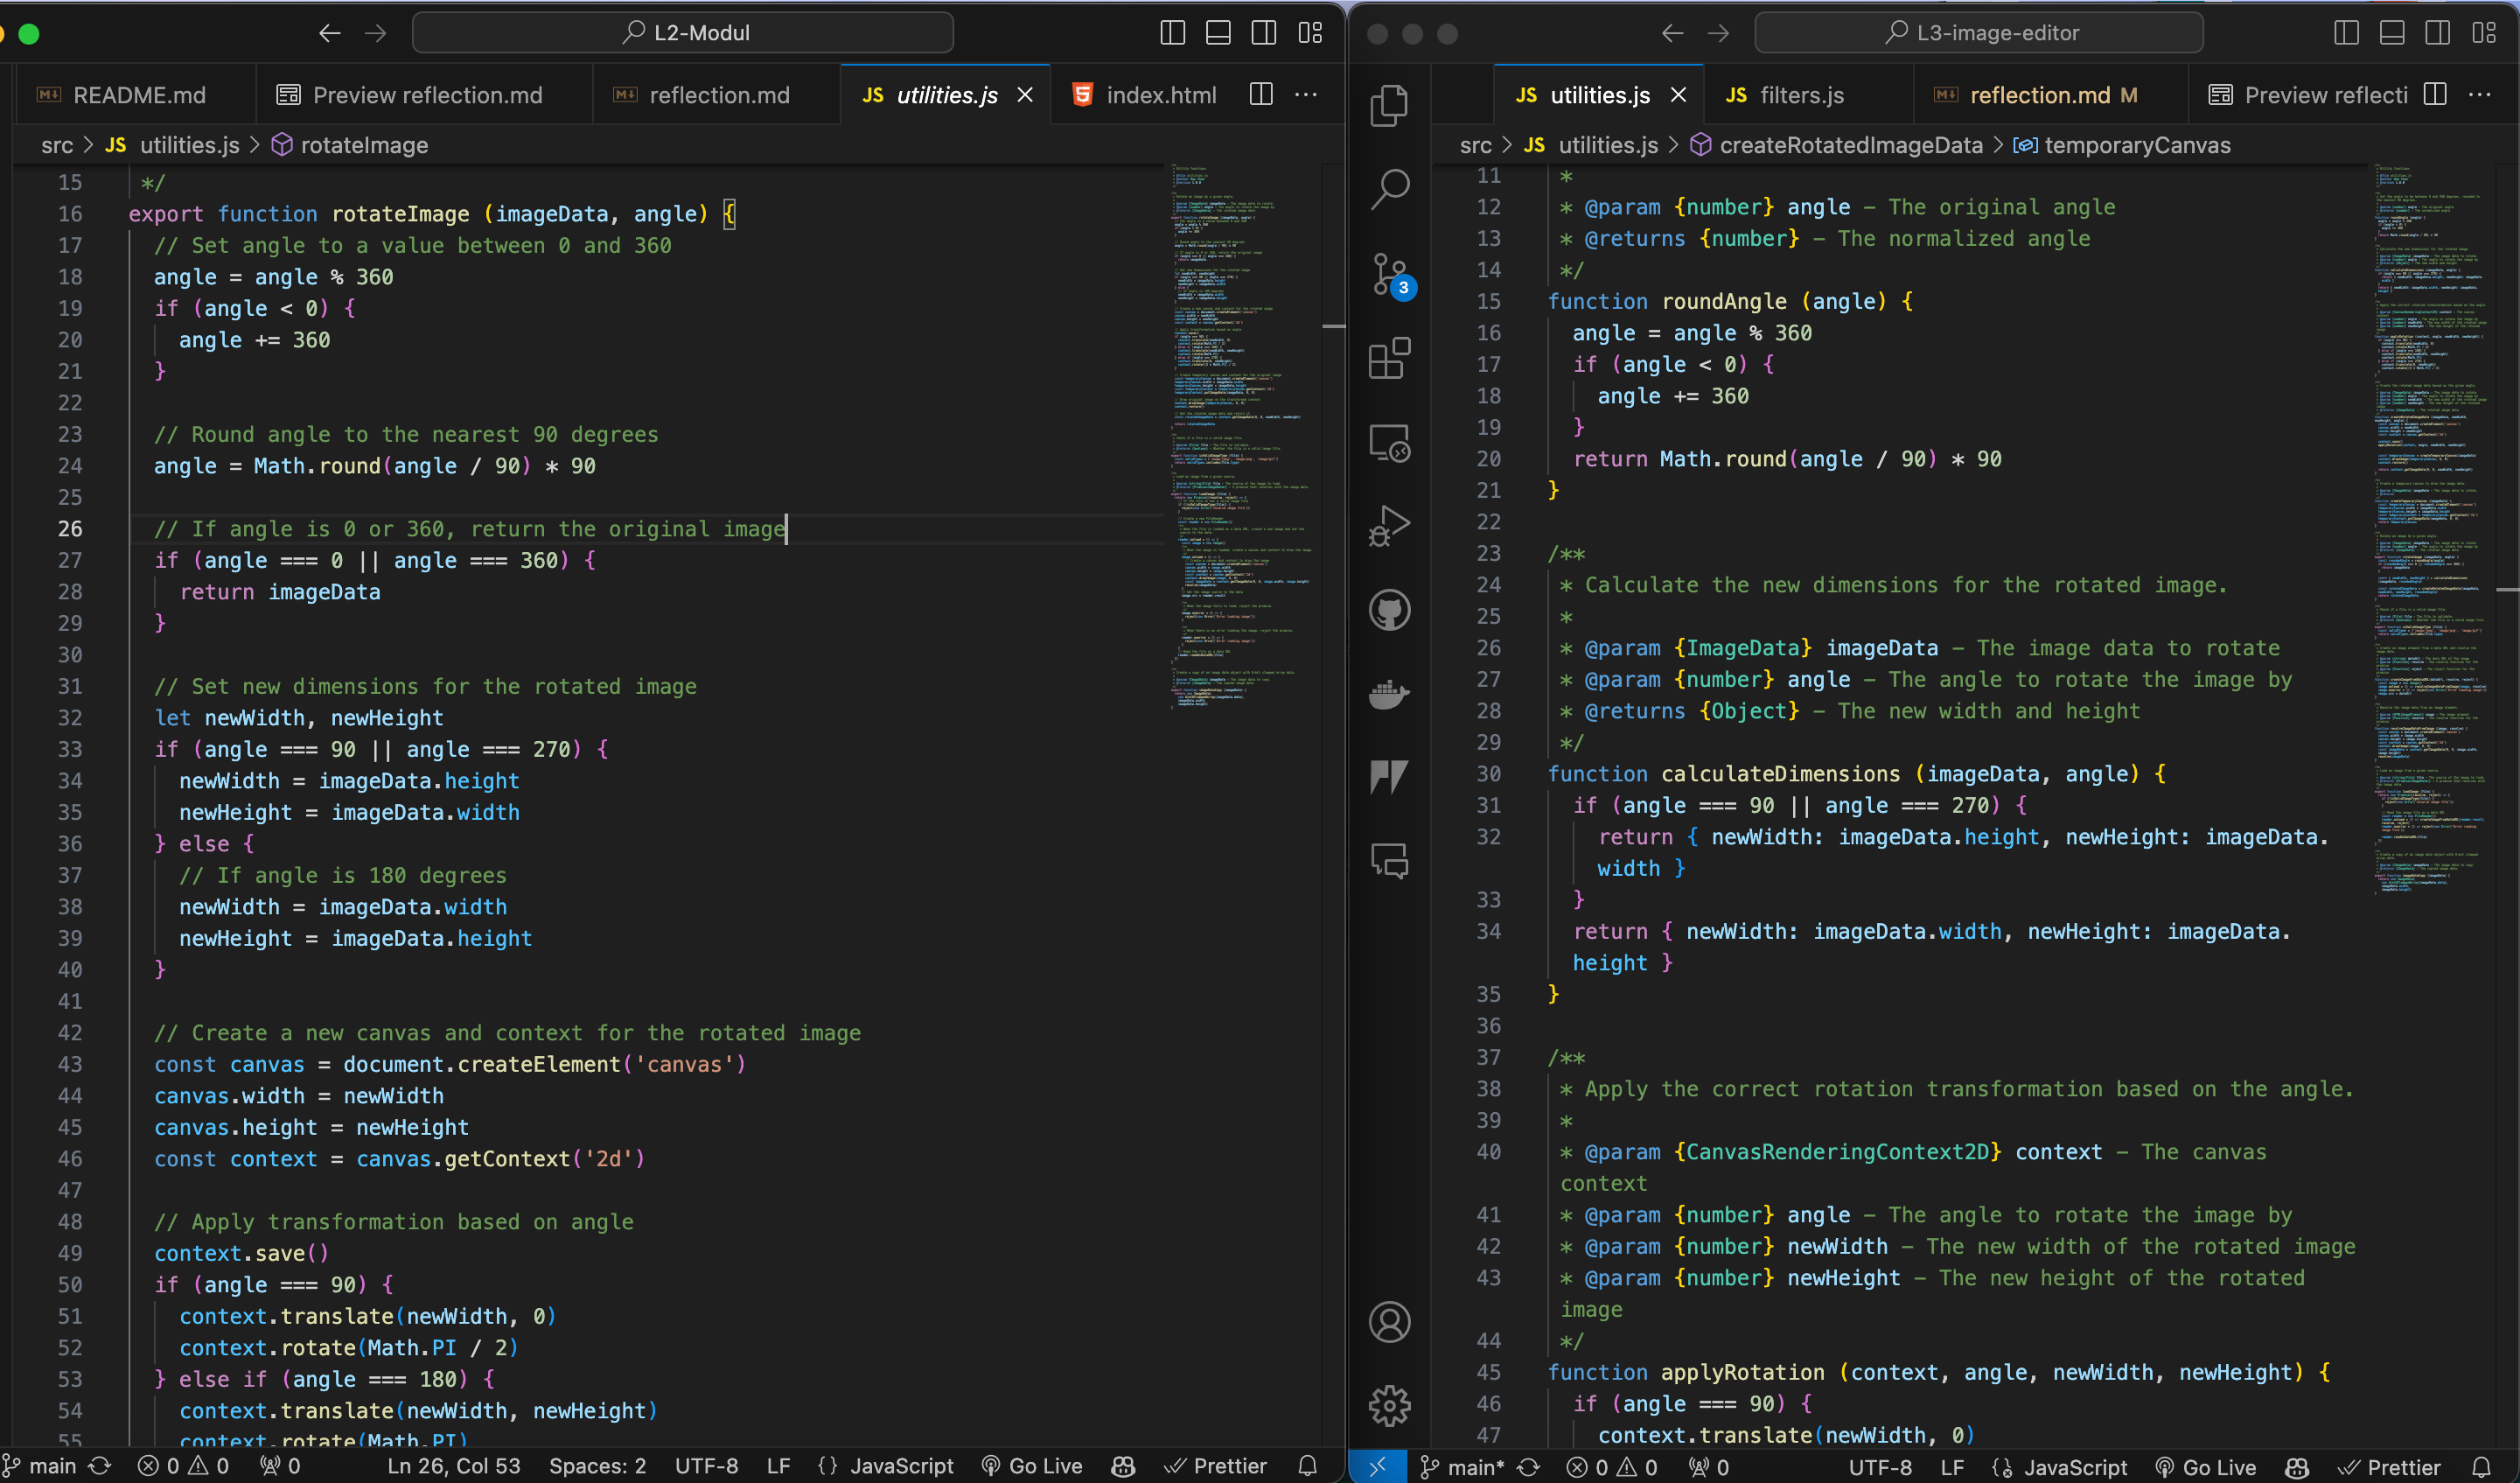 L2-Modul
README.md
Preview reflection.md
reflection.md
JS utilities.js
index.html
src > JS utilities.js > rotateImage
15 */
16 export function rotateImage (imageData, angle) {
17 // Set angle to a value between 0 and 360
18 angle = angle % 360
19 if (angle < 0) {
20 angle += 360
21 }
22
23 // Round angle to the nearest 90 degrees
24 angle = Math.round(angle / 90) * 90
25
26 // If angle is 0 or 360, return the original image
27 if (angle === 0 || angle === 360) {
28 return imageData
29 }
30
31 // Set new dimensions for the rotated image
32 let newWidth, newHeight
33 if (angle === 90 || angle === 270) {
34 newWidth = imageData.height
35 newHeight = imageData.width
36 } else {
37 // If angle is 180 degrees
38 newWidth = imageData.width
39 newHeight = imageData.height
40 }
41
42 // Create a new canvas and context for the rotated image
43 const canvas = document.createElement('canvas')
44 canvas.width = newWidth
45 canvas.height = newHeight
46 const context = canvas.getContext('2d')
47
48 // Apply transformation based on angle
49 context.save()
50 if (angle === 90) {
51 context.translate(newWidth, 0)
52 context.rotate(Math.PI / 2)
53 } else if (angle === 180) {
54 context.translate(newWidth, newHeight)
55 context.rotate(Math.PI)
main 0 0 0 Ln 26, Col 53 Spaces: 2 UTF-8 LF {} JavaScript Go Live Prettier
L3-image-editor
JS utilities.js
JS filters.js
reflection.md M
Preview reflecti
src > JS utilities.js > createRotatedImageData > temporaryCanvas
3
11 *
12 * @param {number} angle – The original angle
13 * @returns {number} – The normalized angle
14 */
15 function roundAngle (angle) {
16 angle = angle % 360
17 if (angle < 0) {
18 angle += 360
19 }
20 return Math.round(angle / 90) * 90
21 }
22
23 /**
24 * Calculate the new dimensions for the rotated image.
25 *
26 * @param {ImageData} imageData – The image data to rotate
27 * @param {number} angle – The angle to rotate the image by
28 * @returns {Object} – The new width and height
29 */
30 function calculateDimensions (imageData, angle) {
31 if (angle === 90 || angle === 270) {
32 return { newWidth: imageData.height, newHeight: imageData.
width }
33 }
34 return { newWidth: imageData.width, newHeight: imageData.
height }
35 }
36
37 /**
38 * Apply the correct rotation transformation based on the angle.
39 *
40 * @param {CanvasRenderingContext2D} context – The canvas
context
41 * @param {number} angle – The angle to rotate the image by
42 * @param {number} newWidth – The new width of the rotated image
43 * @param {number} newHeight – The new height of the rotated
image
44 */
45 function applyRotation (context, angle, newWidth, newHeight) {
46 if (angle === 90) {
47 context.translate(newWidth, 0)
main* 0 0 0 UTF-8 LF JavaScript Go Live Prettier